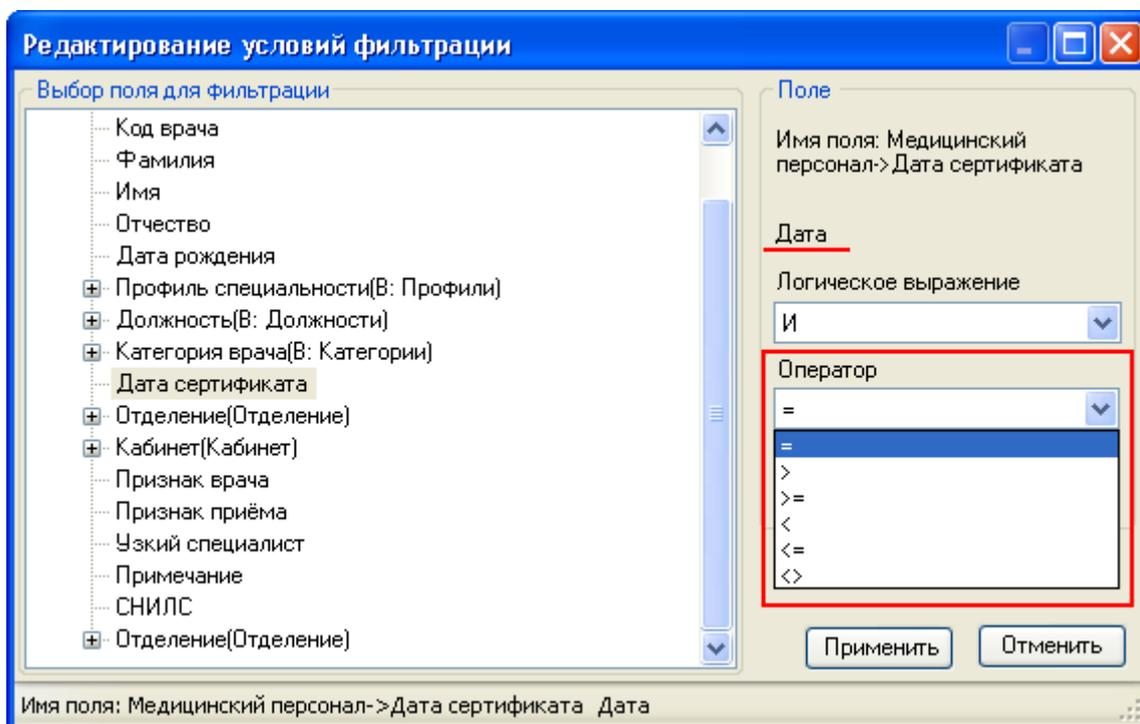 Редактирование условий фильтрации
Выбор поля для фильтрации
Код врача
Фамилия
Имя
Отчество
Дата рождения
Профиль специальности(В: Профили)
Должность(В: Должности)
Категория врача(В: Категории)
Дата сертификата
Отделение(Отделение)
Кабинет(Кабинет)
Признак врача
Признак приёма
Узкий специалист
Примечание
СНИЛС
Отделение(Отделение)
Поле
Имя поля: Медицинский
персонал->Дата сертификата
Дата
Логическое выражение
И
Оператор
=
=
>
>=
<
<=
<>
Применить
Отменить
Имя поля: Медицинский персонал->Дата сертификата Дата